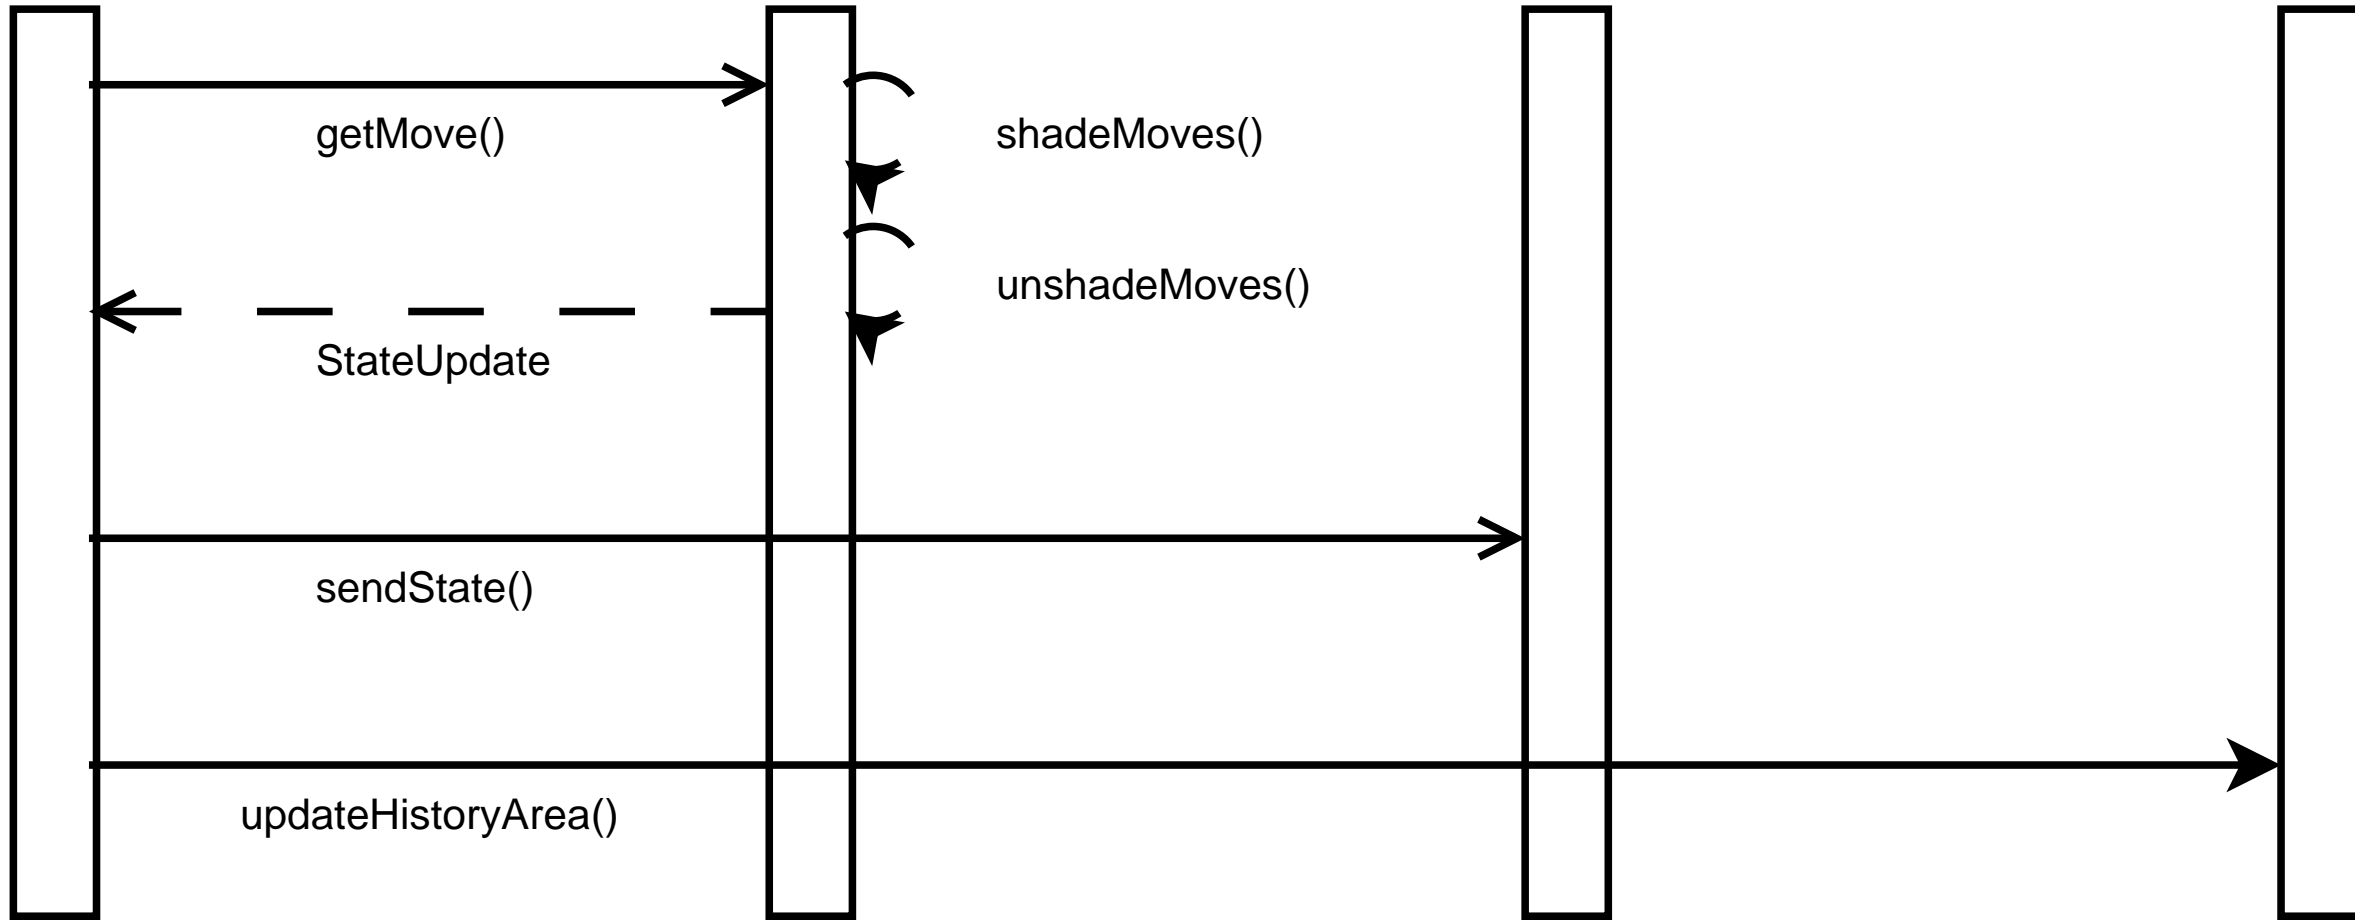 getMove()
shadeMoves()
unshadeMoves()
StateUpdate
sendState()
updateHistoryArea()